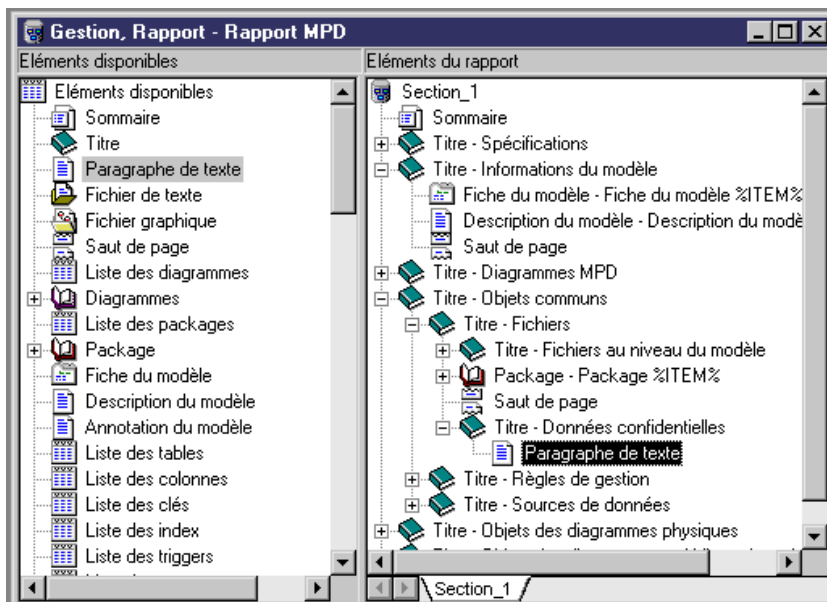 Gestion, Rapport - Rapport MPD
Eléments disponibles
Eléments disponibles
Sommaire
Titre
Paragraphe de texte
Fichier de texte
Fichier graphique
Saut de page
Liste des diagrammes
Diagrammes
Liste des packages
Package
Fiche du modèle
Description du modèle
Annotation du modèle
Liste des tables
Liste des colonnes
Liste des clés
Liste des index
Liste des triggers
Eléments du rapport
Section_1
Sommaire
Titre - Spécifications
Titre - Informations du modèle
Fiche du modèle - Fiche du modèle %ITEM%
Description du modèle - Description du modè
Saut de page
Titre - Diagrammes MPD
Titre - Objets communs
Titre - Fichiers
Titre - Fichiers au niveau du modèle
Package - Package %ITEM%
Saut de page
Titre - Données confidentielles
Paragraphe de texte
Titre - Règles de gestion
Titre - Sources de données
Titre - Objets des diagrammes physiques
Section_1